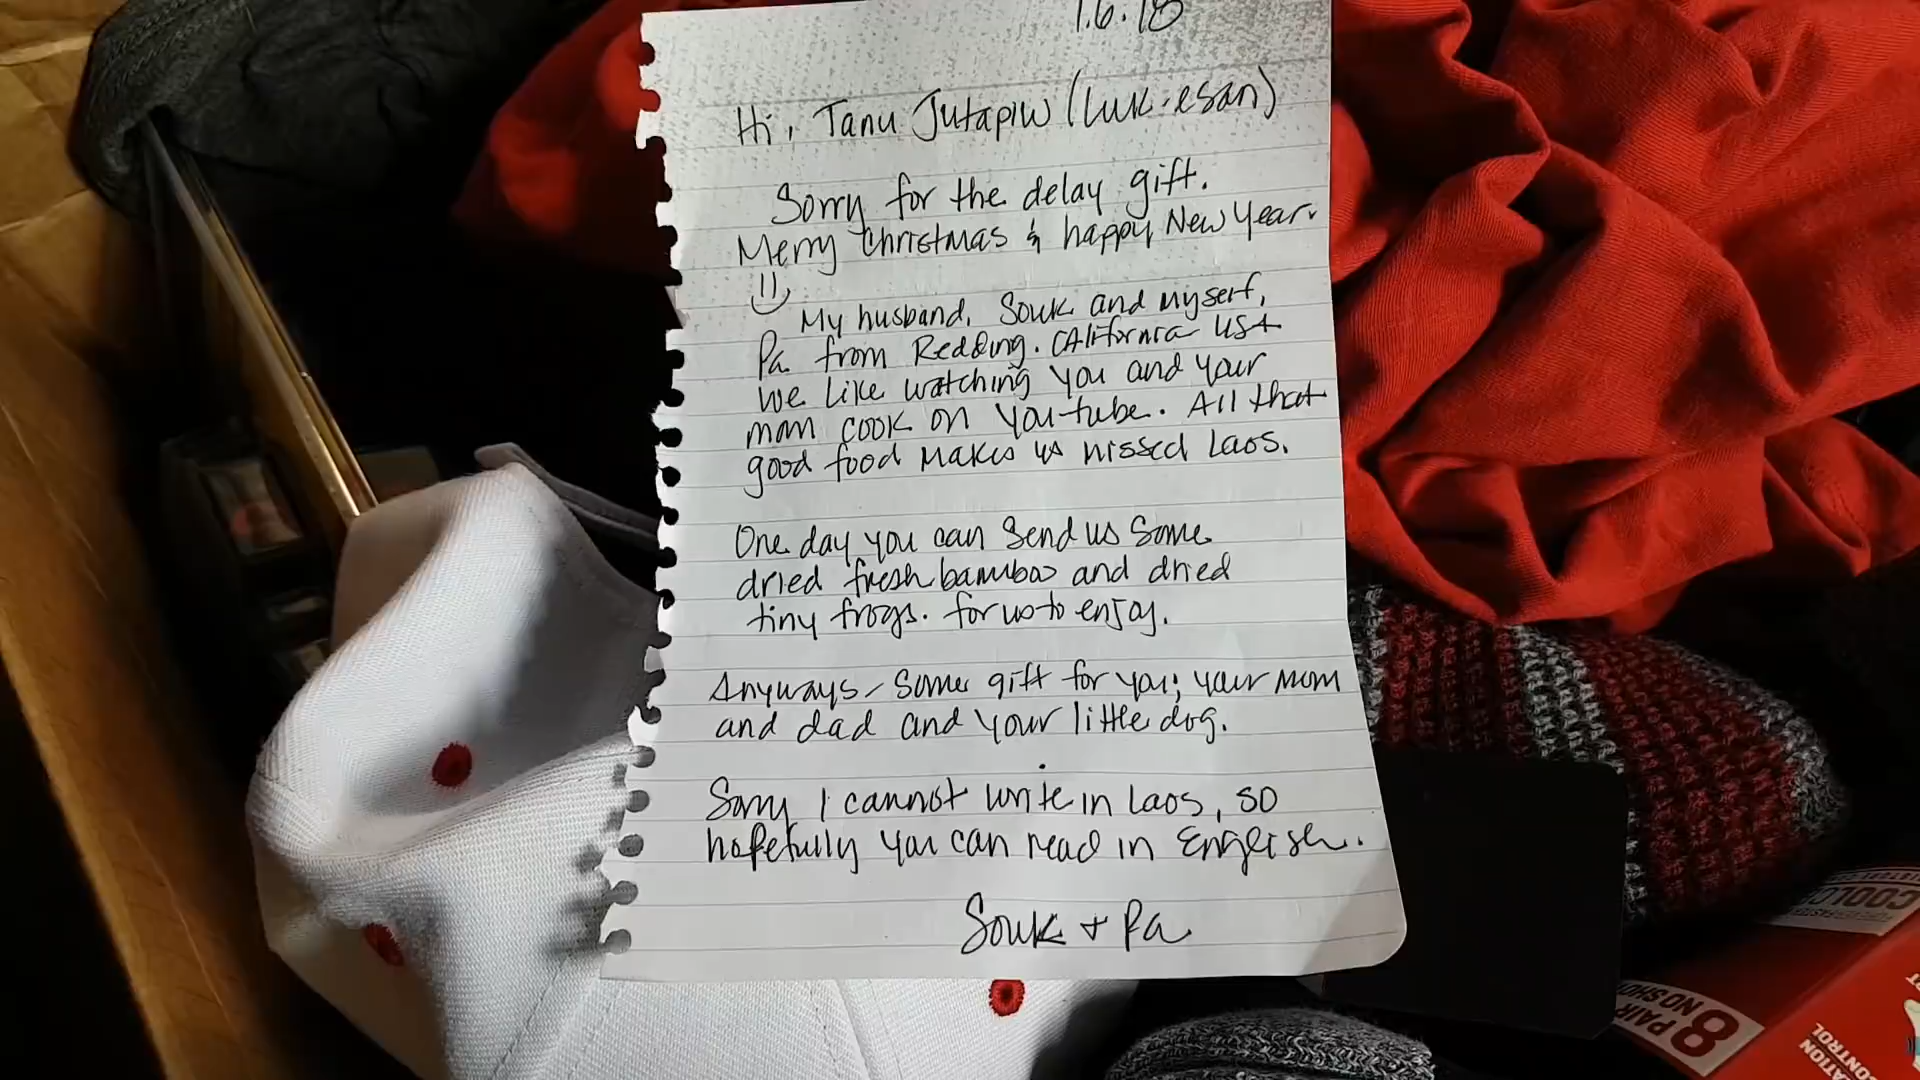 1.6.18
Hi, Tanu Jutapiw (Luk-esan)
Sorry for the delay gift.
Merry Christmas & happy New Year.
My husband, Souk and myself,
Pa from Redding. California USA
we like watching you and your
mom cook on You-tube. All that
good food makes us missed Laos.
One day you can send us some
dried fresh bamboo and dried
tiny frogs. for us to enjoy.
Anyways, some gift for you; your mom
and dad and your little dog.
Sorry I cannot write in Laos, so
hopefully you can read in English.
Souk + Pa
COOL
8 PAIR
NO SHOW
CONTROL